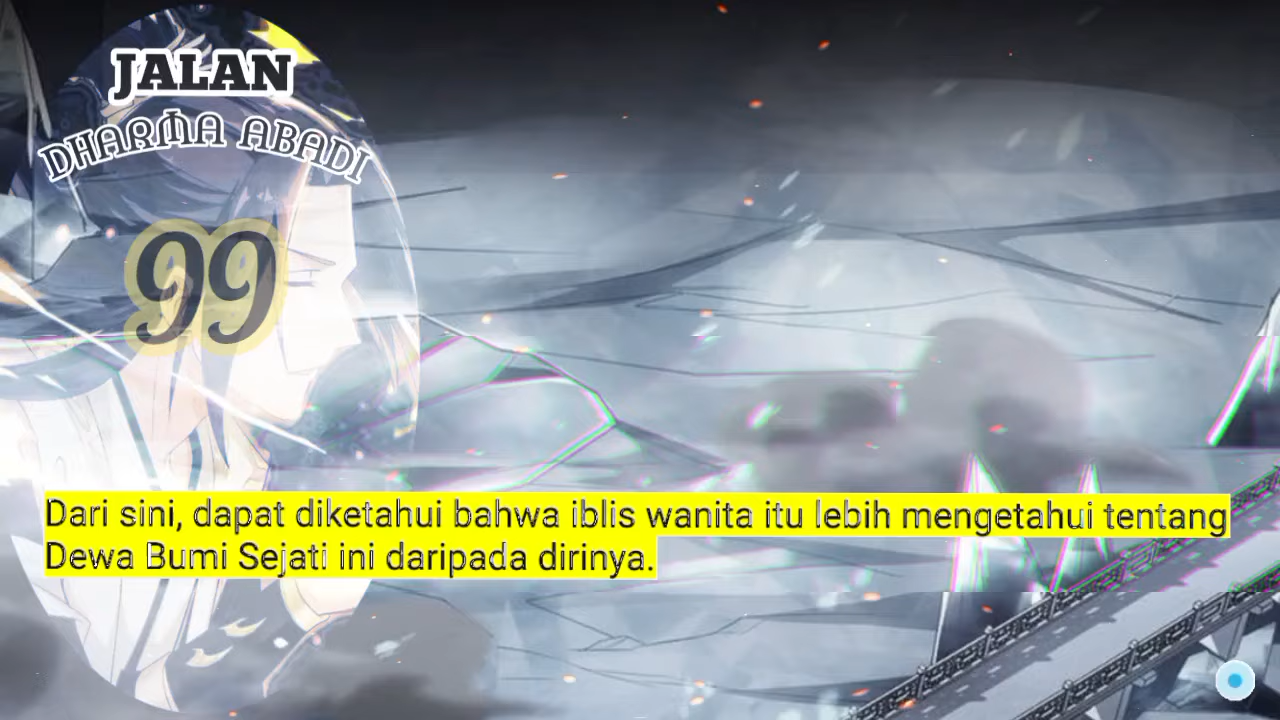 JALAN
DHARMA ABADI
99
Dari sini, dapat diketahui bahwa iblis wanita itu lebih mengetahui tentang
Dewa Bumi Sejati ini daripada dirinya.